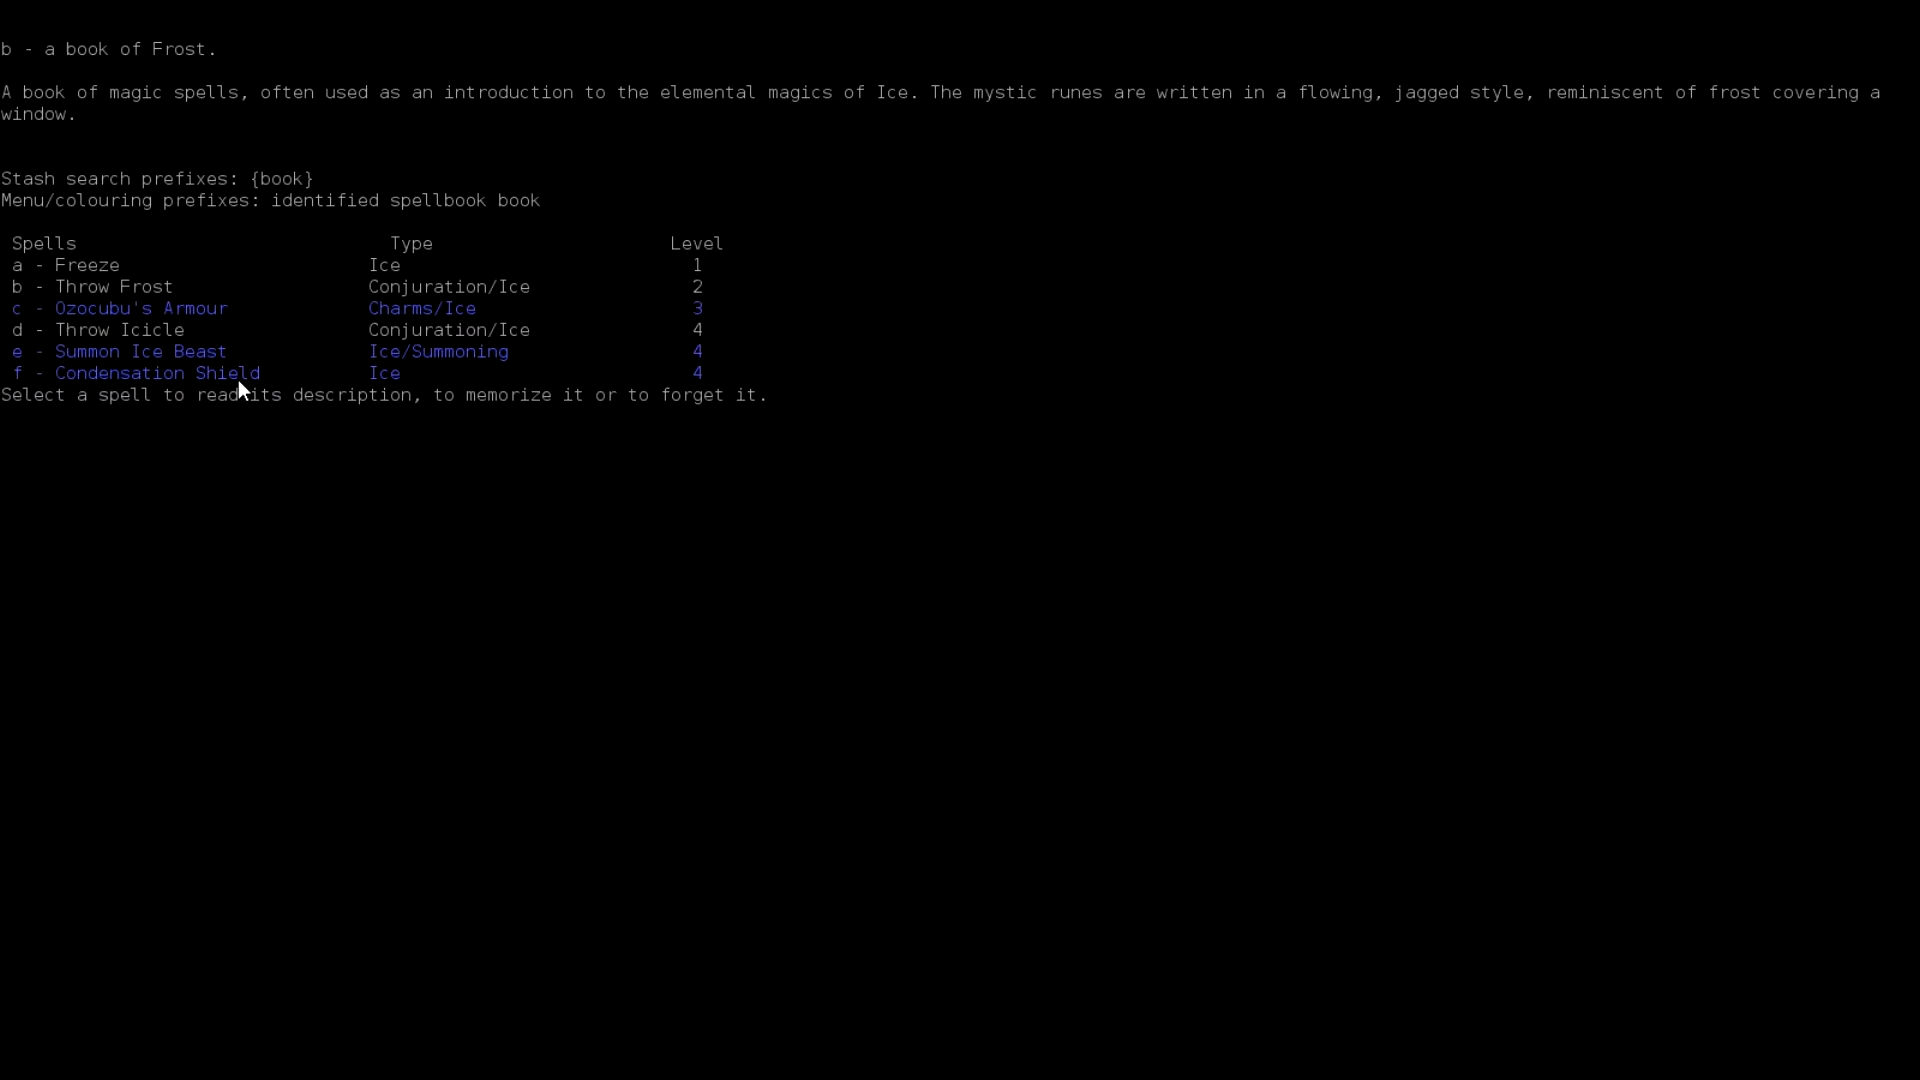 b - a book of Frost.
A book of magic spells, often used as an introduction to the elemental magics of Ice. The mystic runes are written in a flowing, jagged style, reminiscent of frost covering a
window.
Stash search prefixes: {book}
Menu/colouring prefixes: identified spellbook book
Spells Type Level
a - Freeze Ice 1
b - Throw Frost Conjuration/Ice 2
c - Ozocubu's Armour Charms/Ice 3
d - Throw Icicle Conjuration/Ice 4
e - Summon Ice Beast Ice/Summoning 4
f - Condensation Shield Ice 4
Select a spell to read its description, to memorize it or to forget it.